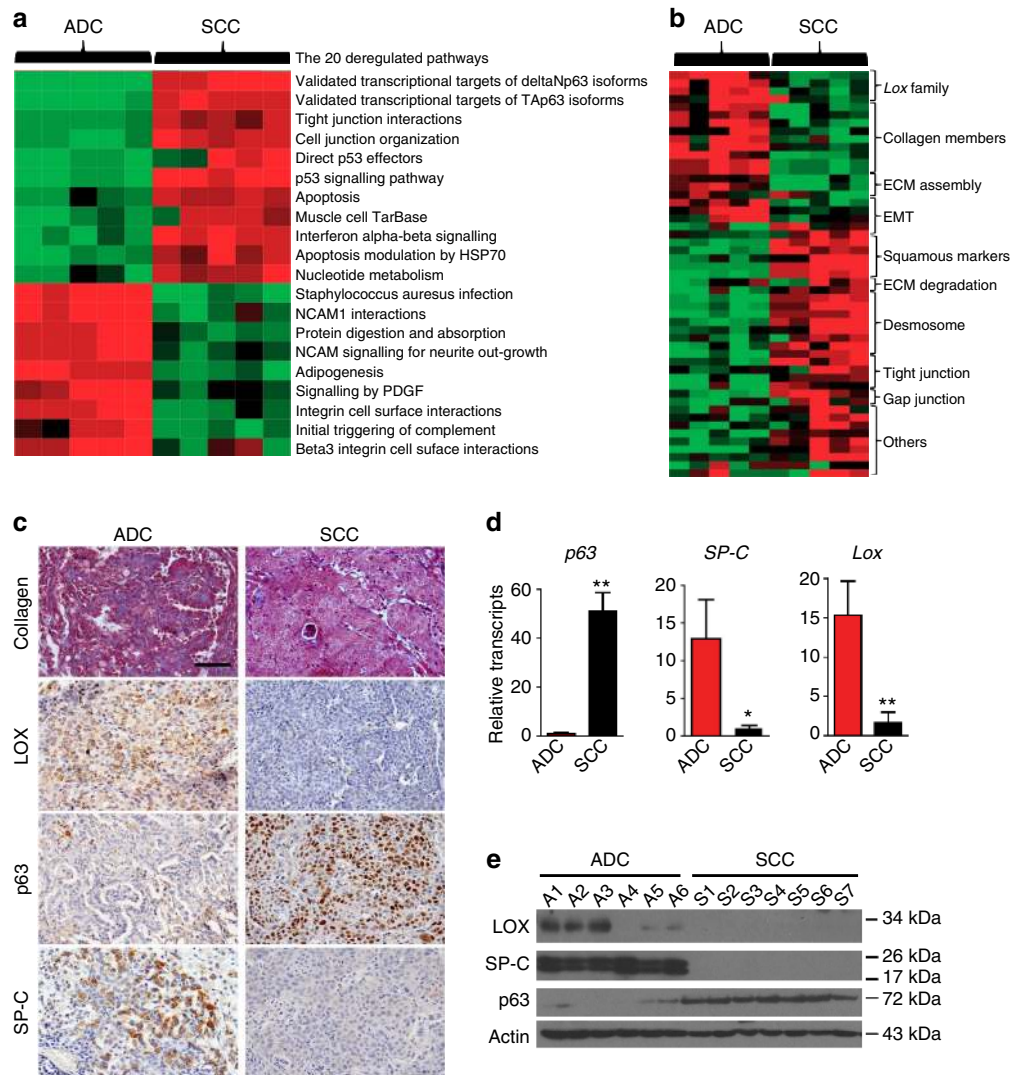 a
ADC SCC
The 20 deregulated pathways
Validated transcriptional targets of deltaNp63 isoforms
Validated transcriptional targets of TAp63 isoforms
Tight junction interactions
Cell junction organization
Direct p53 effectors
p53 signalling pathway
Apoptosis
Muscle cell TarBase
Interferon alpha-beta signalling
Apoptosis modulation by HSP70
Nucleotide metabolism
Staphylococcus auresus infection
NCAM1 interactions
Protein digestion and absorption
NCAM signalling for neurite out-growth
Adipogenesis
Signalling by PDGF
Integrin cell surface interactions
Initial triggering of complement
Beta3 integrin cell suface interactions
b
ADC SCC
Lox family
Collagen members
ECM assembly
EMT
Squamous markers
ECM degradation
Desmosome
Tight junction
Gap junction
Others
c
ADC SCC
Collagen
LOX
p63
SP-C
d
Relative transcripts
p63
60
40
20
0
**
ADC SCC
SP-C
20
15
10
5
0
*
ADC SCC
Lox
20
15
10
5
0
**
ADC SCC
e
ADC SCC
A1 A2 A3 A4 A5 A6 S1 S2 S3 S4 S5 S6 S7
LOX 34 kDa
SP-C 26 kDa
17 kDa
p63 72 kDa
Actin 43 kDa